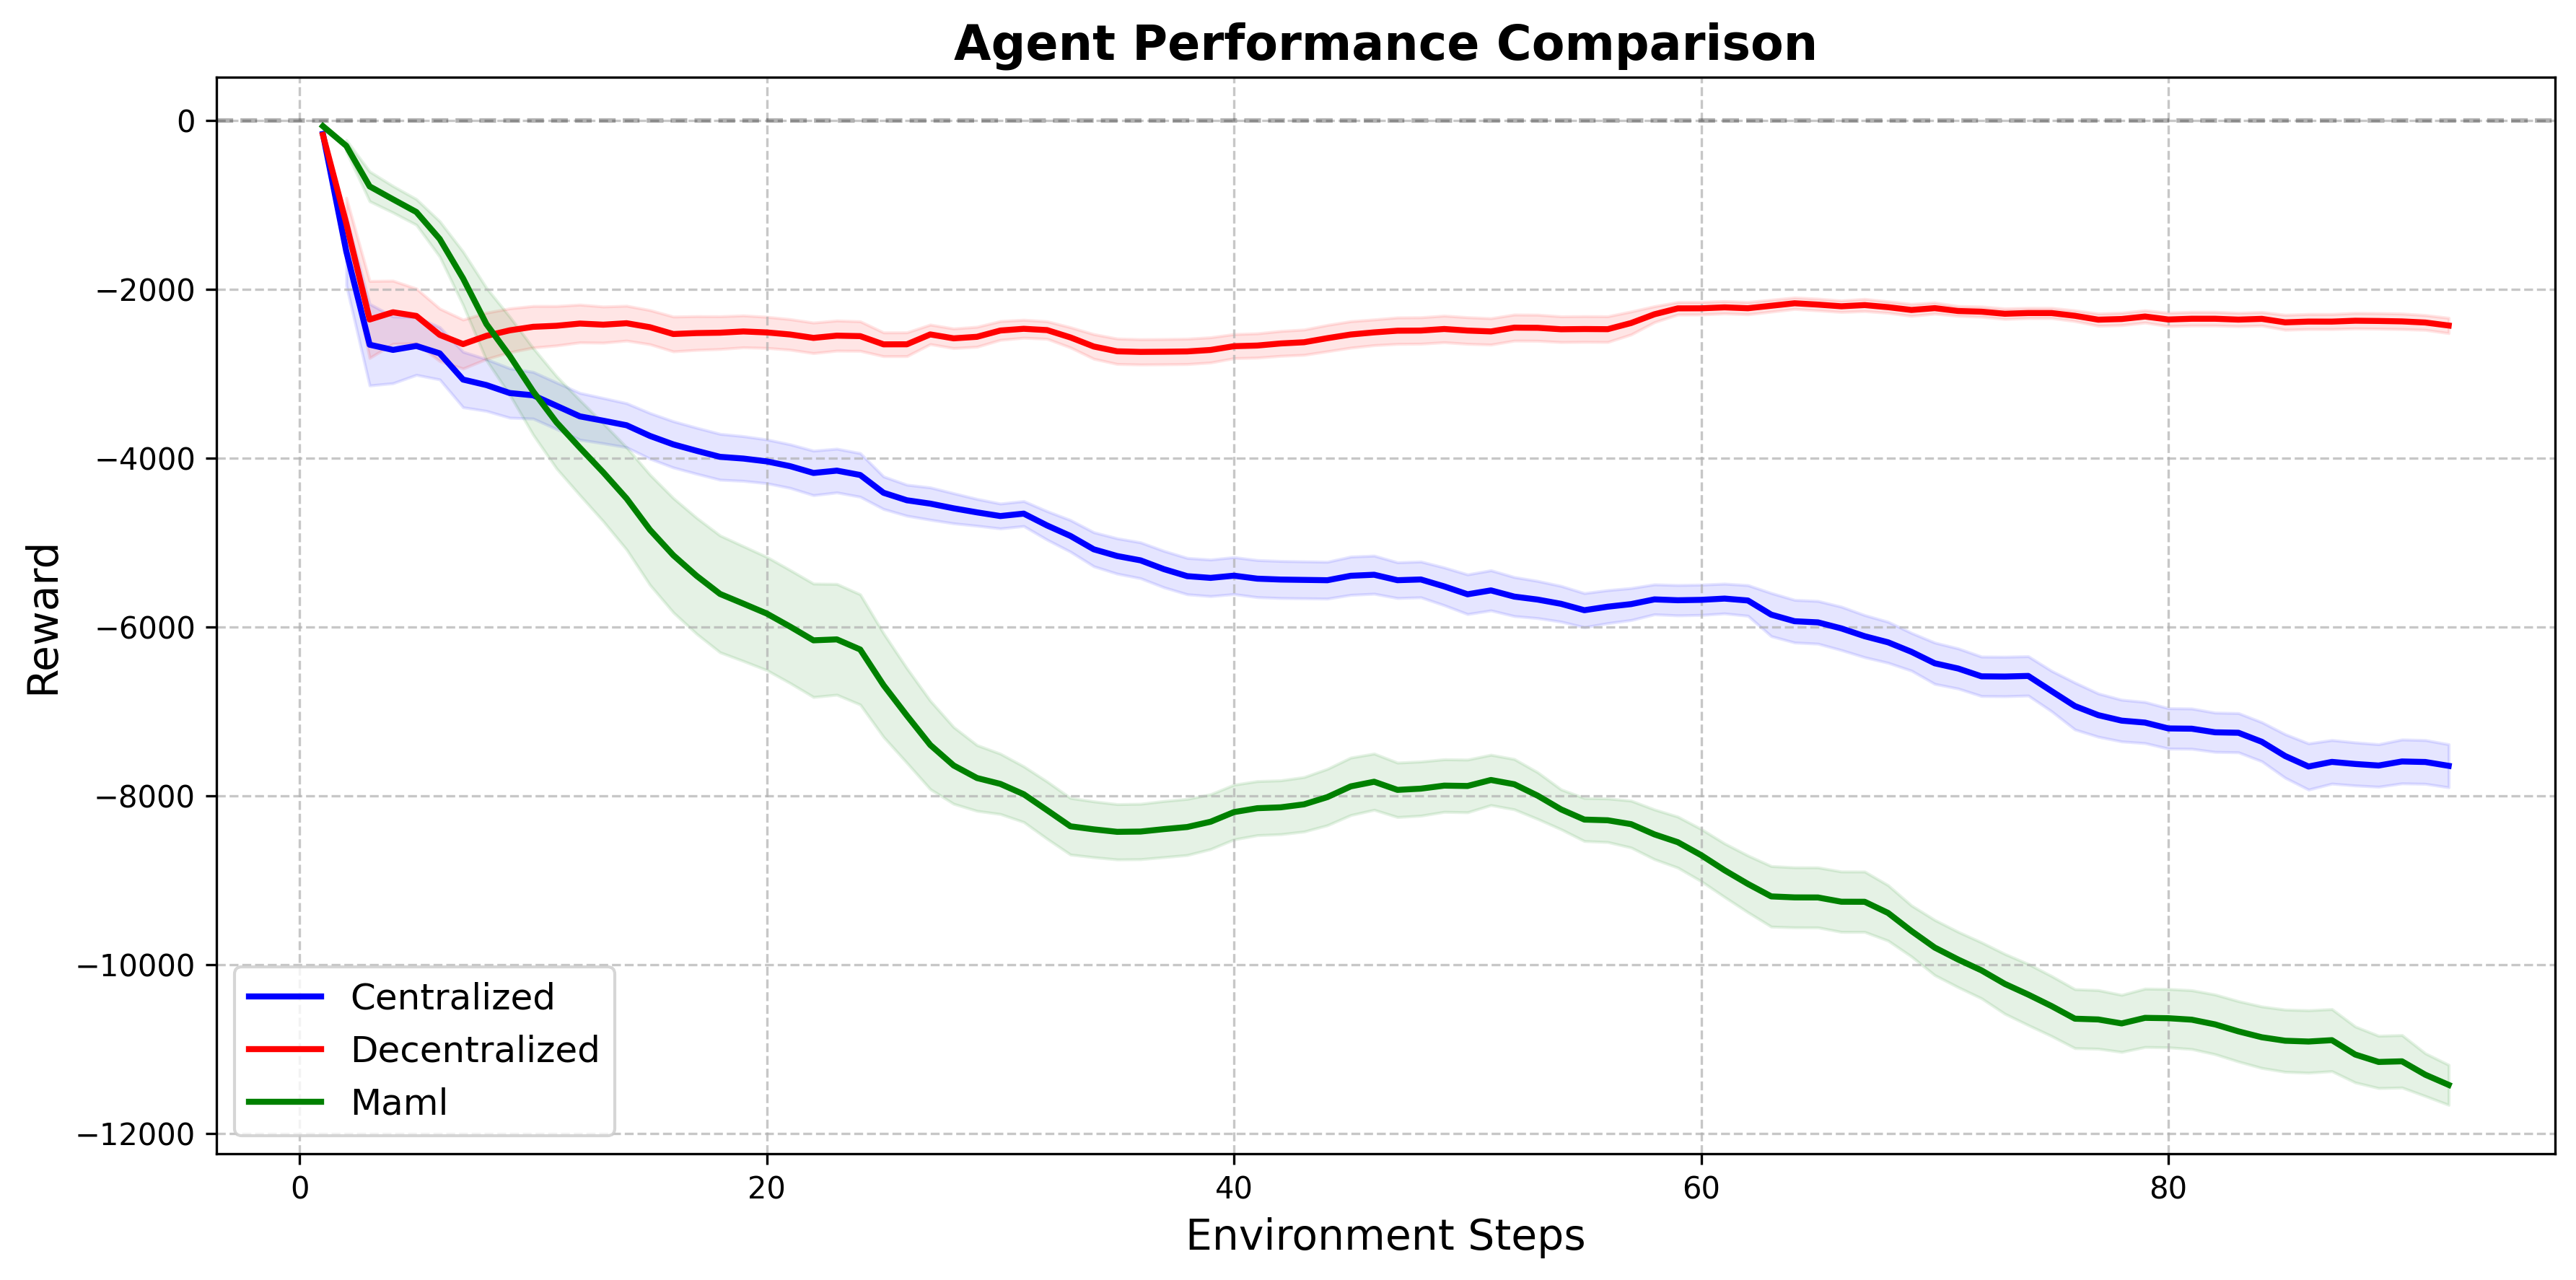 Agent Performance Comparison
0
−2000
−4000
−6000
−8000
−10000
−12000
Reward
Centralized
Decentralized
Maml
0 20 40 60 80
Environment Steps